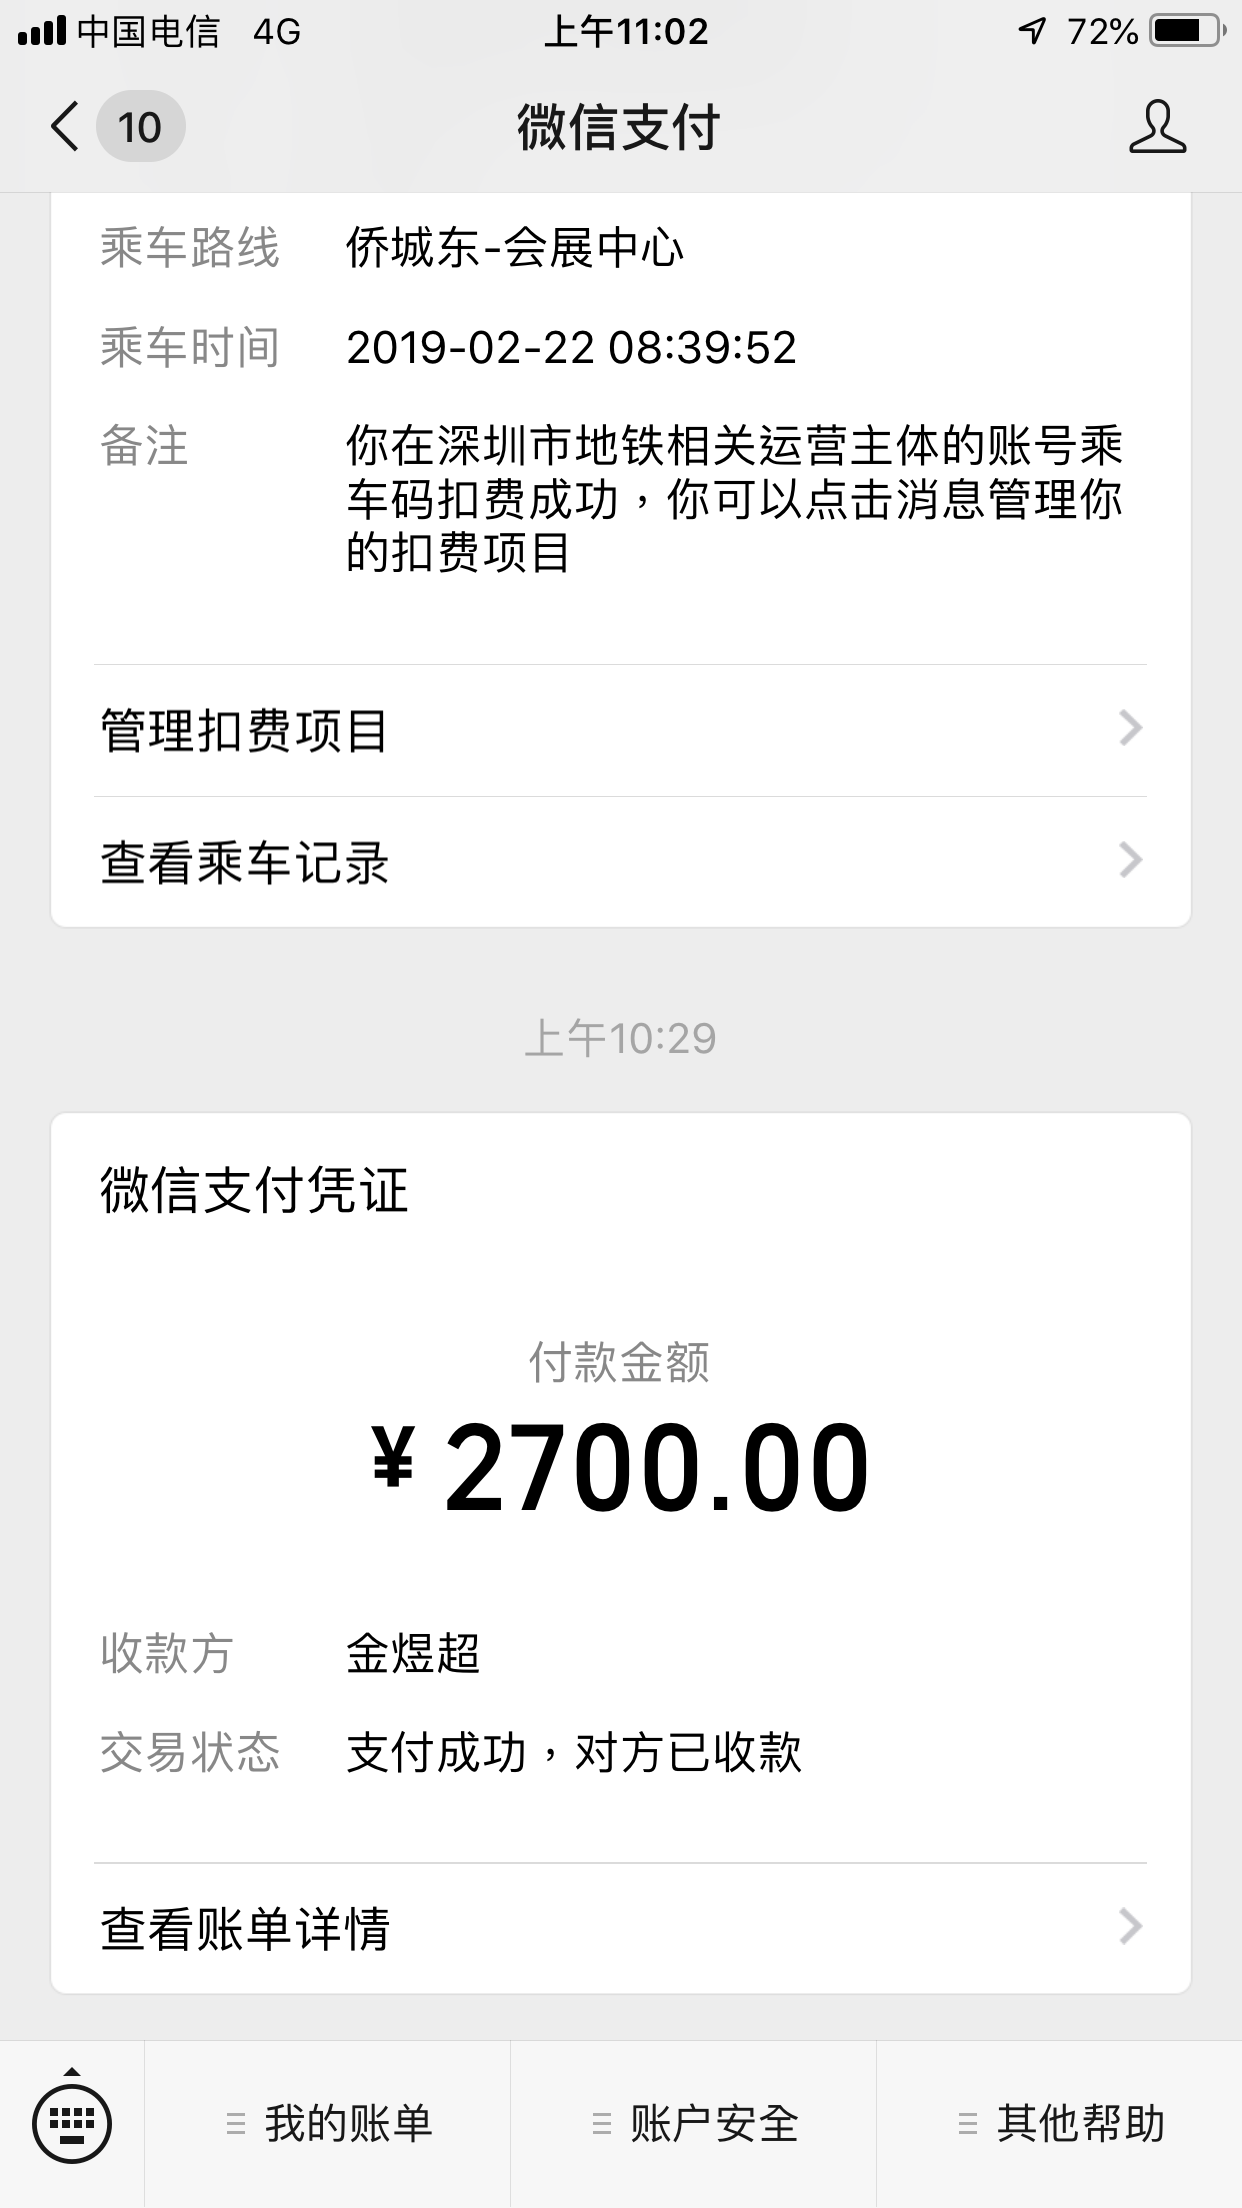 中国电信 4G 上午11:02 72%
10 微信支付
乘车路线 侨城东-会展中心
乘车时间 2019-02-22 08:39:52
备注 你在深圳市地铁相关运营主体的账号乘
车码扣费成功，你可以点击消息管理你
的扣费项目
管理扣费项目
查看乘车记录
上午10:29
微信支付凭证
付款金额
¥ 2700.00
收款方 金煜超
交易状态 支付成功，对方已收款
查看账单详情
我的账单 账户安全 其他帮助